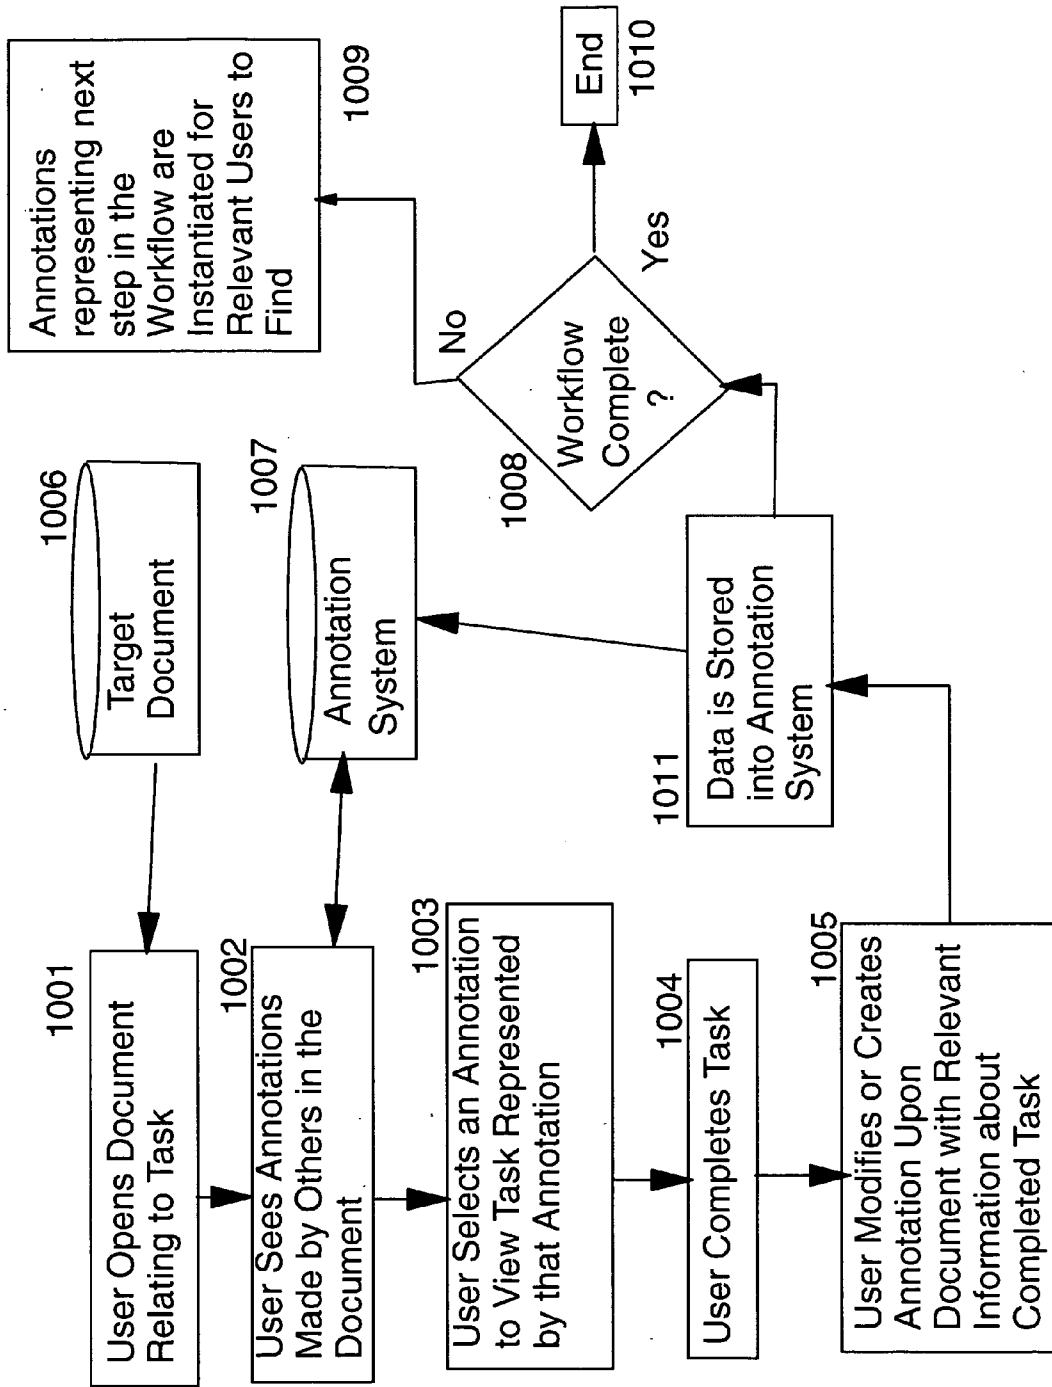 1001
User Opens Document
Relating to Task
1002
User Sees Annotations
Made by Others in the
Document
1003
User Selects an Annotation
to View Task Represented
by that Annotation
1004
User Completes Task
1005
User Modifies or Creates
Annotation Upon
Document with Relevant
Information about
Completed Task
1006
Target
Document
1007
Annotation
System
1011
Data is Stored
into Annotation
System
1008
Workflow
Complete
?
No
Yes
Annotations
representing next
step in the
Workflow are
Instantiated for
Relevant Users to
Find
1009
End
1010